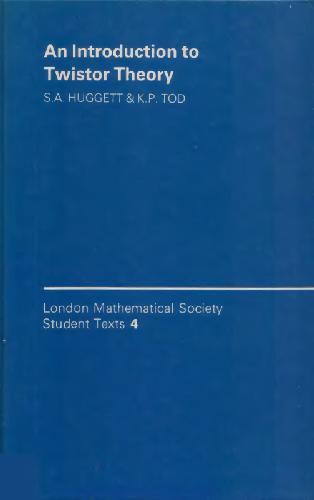 An Introduction to
Twistor Theory
S.A. HUGGETT & K.P. TOD
London Mathematical Society
Student Texts 4